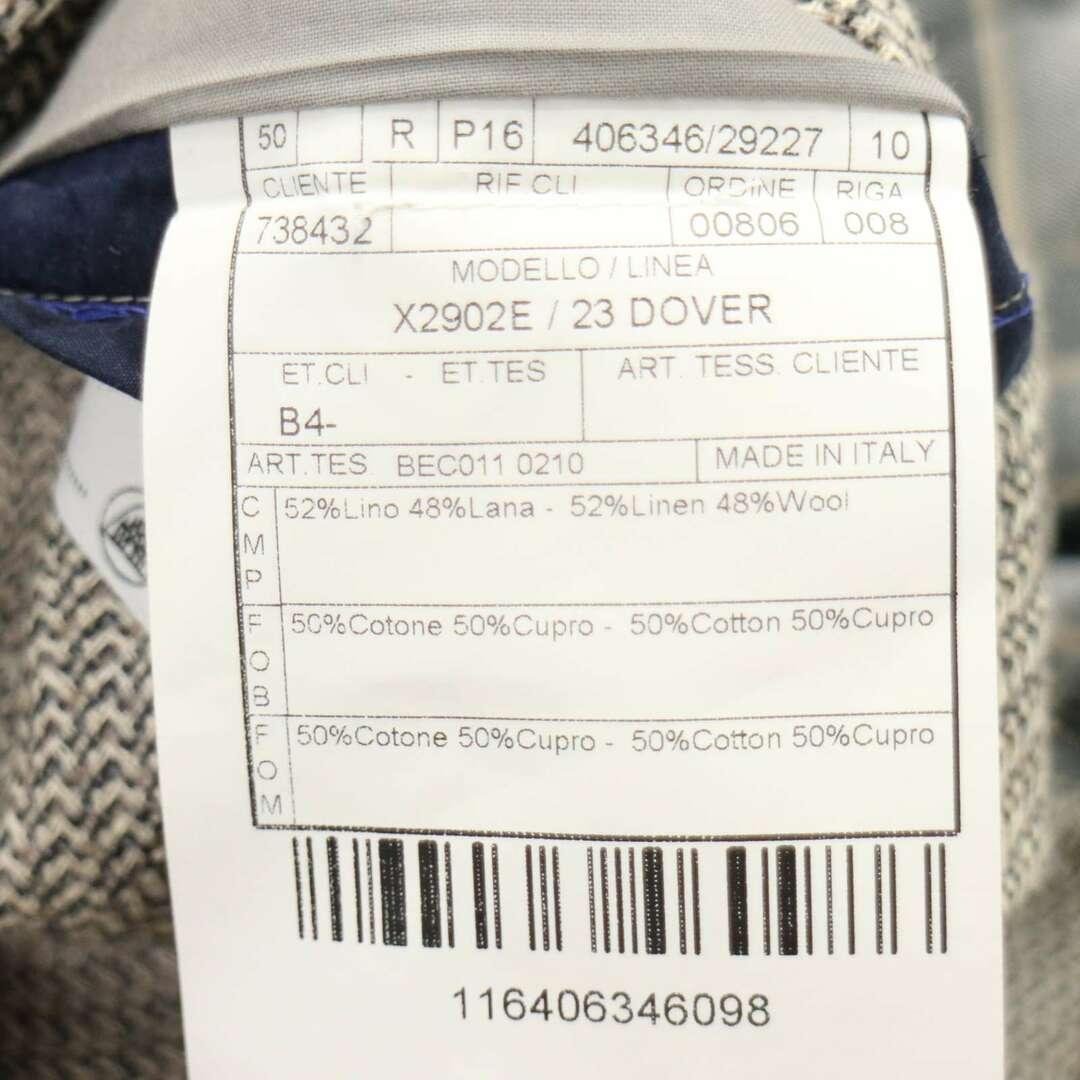 50 R P16 406346/29227 10
CLIENTE RIF CLI ORDINE RIGA
738432 00806 008
MODELLO / LINEA
X2902E / 23 DOVER
ET.CLI - ET.TES ART. TESS. CLIENTE
B4-
ART.TES BEC011 0210 MADE IN ITALY
CMP 52%Lino 48%Lana - 52%Linen 48%Wool
FOB 50%Cotone 50%Cupro - 50%Cotton 50%Cupro
FOM 50%Cotone 50%Cupro - 50%Cotton 50%Cupro
116406346098